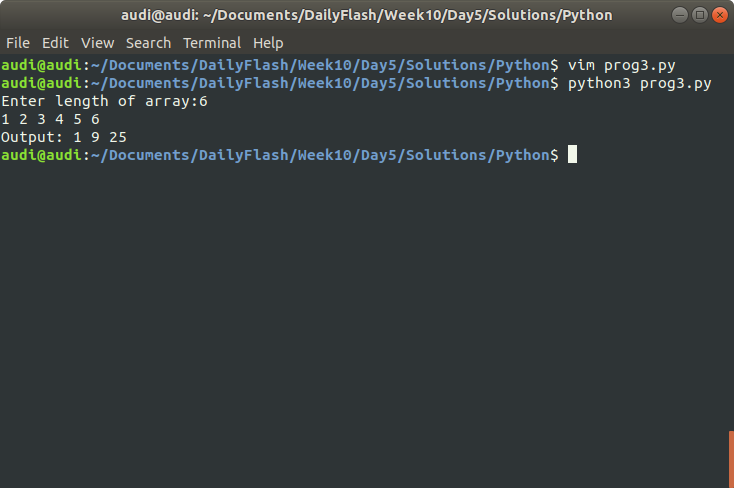 audi@audi: ~/Documents/DailyFlash/Week10/Day5/Solutions/Python
File Edit View Search Terminal Help
audi@audi:~/Documents/DailyFlash/Week10/Day5/Solutions/Python$ vim prog3.py
audi@audi:~/Documents/DailyFlash/Week10/Day5/Solutions/Python$ python3 prog3.py
Enter length of array:6
1 2 3 4 5 6
Output: 1 9 25
audi@audi:~/Documents/DailyFlash/Week10/Day5/Solutions/Python$